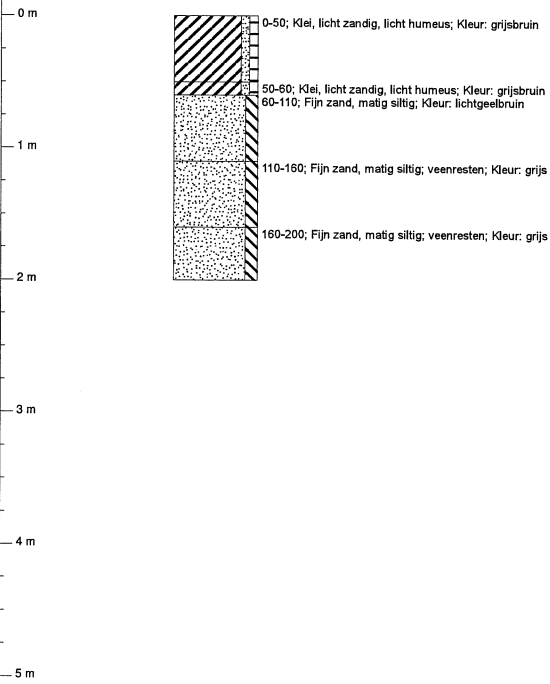 0 m
0-50; Klei, licht zandig, licht humeus; Kleur: grijsbruin
50-60; Klei, licht zandig, licht humeus; Kleur: grijsbruin
60-110; Fijn zand, matig siltig; Kleur: lichtgeelbruin
1 m
110-160; Fijn zand, matig siltig; veenresten; Kleur: grijs
160-200; Fijn zand, matig siltig; veenresten; Kleur: grijs
2 m
3 m
4 m
5 m